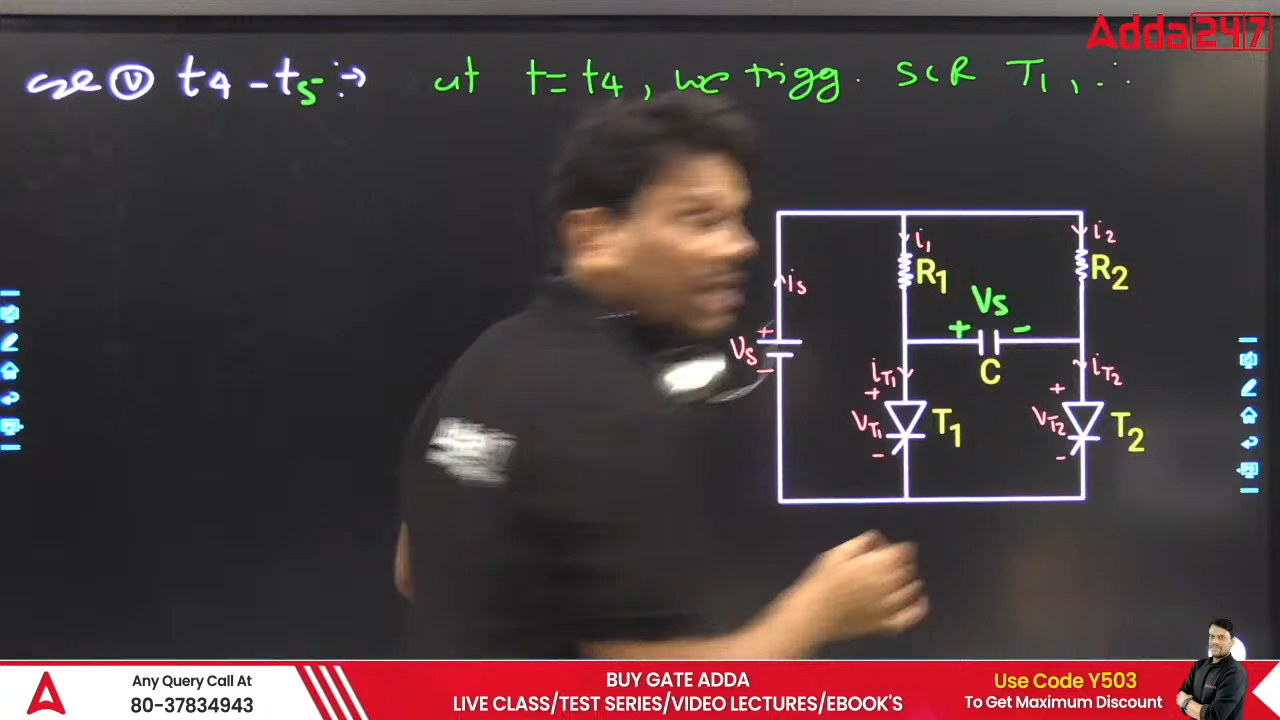 Adda247
case (v) t4 - t5 :→ at t = t4, we trigg. SCR T1, ∴
i1
i2
R1
R2
is
Vs
+ -
C
+
Vs
-
iT1
iT2
+
VT1
-
T1
+
VT2
-
T2
Any Query Call At
80-37834943
BUY GATE ADDA
LIVE CLASS/TEST SERIES/VIDEO LECTURES/EBOOK'S
Use Code Y503
To Get Maximum Discount